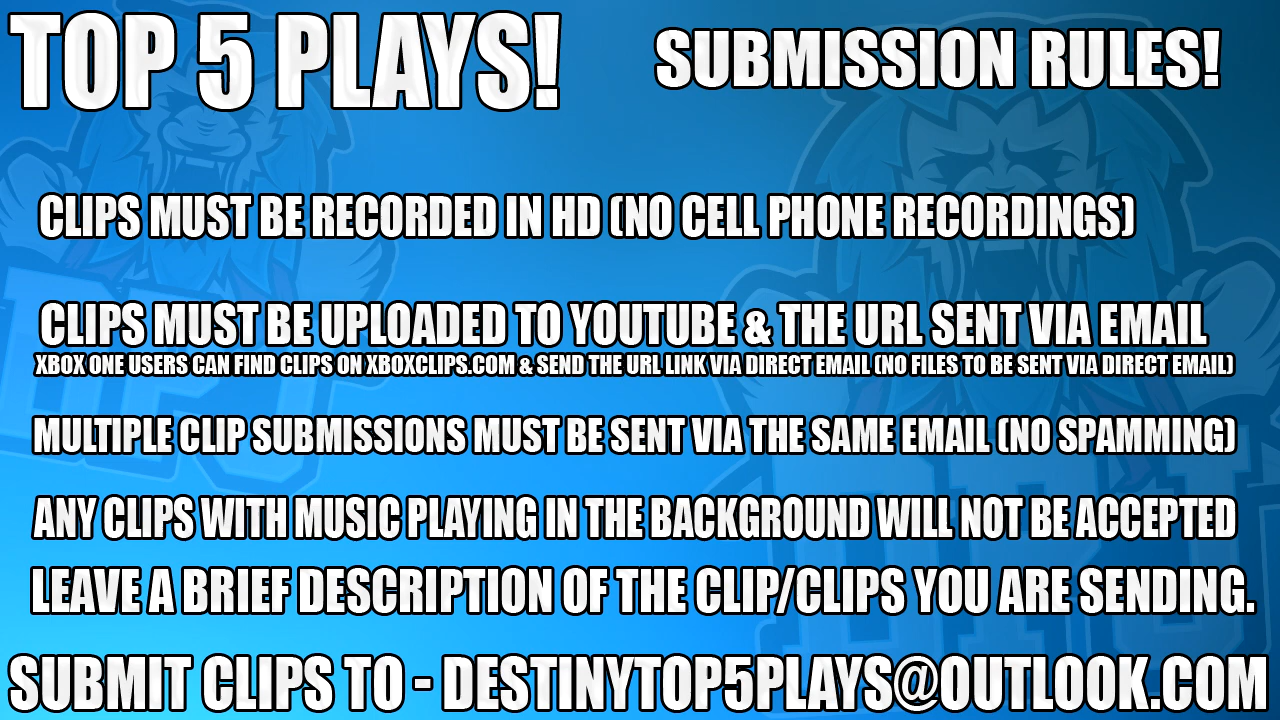 TOP 5 PLAYS!
SUBMISSION RULES!
CLIPS MUST BE RECORDED IN HD (NO CELL PHONE RECORDINGS)
CLIPS MUST BE UPLOADED TO YOUTUBE & THE URL SENT VIA EMAIL
XBOX ONE USERS CAN FIND CLIPS ON XBOXCLIPS.COM & SEND THE URL LINK VIA DIRECT EMAIL (NO FILES TO BE SENT VIA DIRECT EMAIL)
MULTIPLE CLIP SUBMISSIONS MUST BE SENT VIA THE SAME EMAIL (NO SPAMMING)
ANY CLIPS WITH MUSIC PLAYING IN THE BACKGROUND WILL NOT BE ACCEPTED
LEAVE A BRIEF DESCRIPTION OF THE CLIP/CLIPS YOU ARE SENDING.
SUBMIT CLIPS TO - DESTINYTOP5PLAYS@OUTLOOK.COM